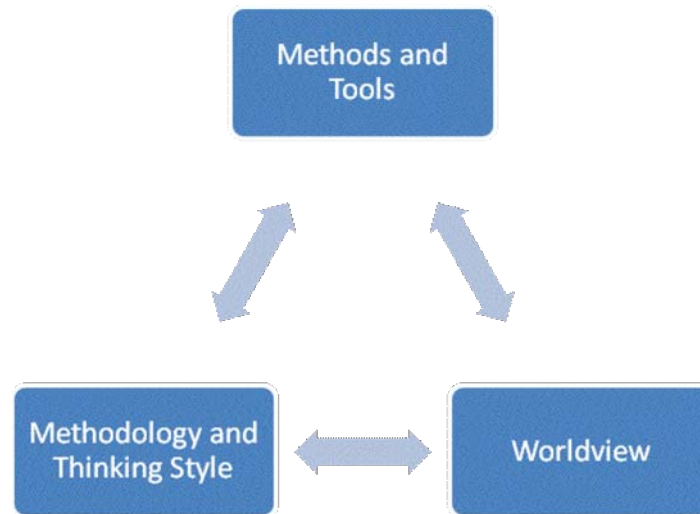 Methods and
Tools
Methodology and
Thinking Style
Worldview